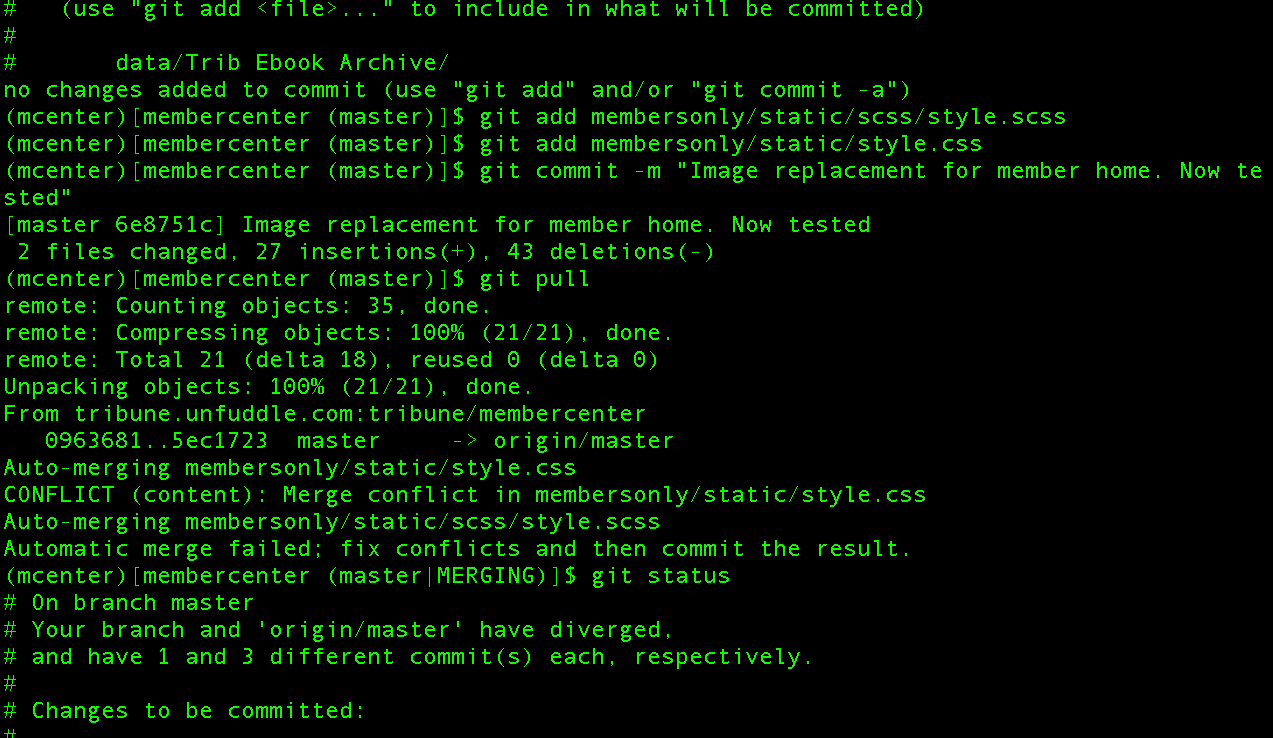 #   (use "git add <file>..." to include in what will be committed)
#
#       data/Trib Ebook Archive/
no changes added to commit (use "git add" and/or "git commit -a")
(mcenter)[membercenter (master)]$ git add membersonly/static/scss/style.scss
(mcenter)[membercenter (master)]$ git add membersonly/static/style.css
(mcenter)[membercenter (master)]$ git commit -m "Image replacement for member home. Now te
sted"
[master 6e8751c] Image replacement for member home. Now tested
 2 files changed, 27 insertions(+), 43 deletions(-)
(mcenter)[membercenter (master)]$ git pull
remote: Counting objects: 35, done.
remote: Compressing objects: 100% (21/21), done.
remote: Total 21 (delta 18), reused 0 (delta 0)
Unpacking objects: 100% (21/21), done.
From tribune.unfuddle.com:tribune/membercenter
   0963681..5ec1723  master     -> origin/master
Auto-merging membersonly/static/style.css
CONFLICT (content): Merge conflict in membersonly/static/style.css
Auto-merging membersonly/static/scss/style.scss
Automatic merge failed; fix conflicts and then commit the result.
(mcenter)[membercenter (master|MERGING)]$ git status
# On branch master
# Your branch and 'origin/master' have diverged,
# and have 1 and 3 different commit(s) each, respectively.
#
# Changes to be committed:
#